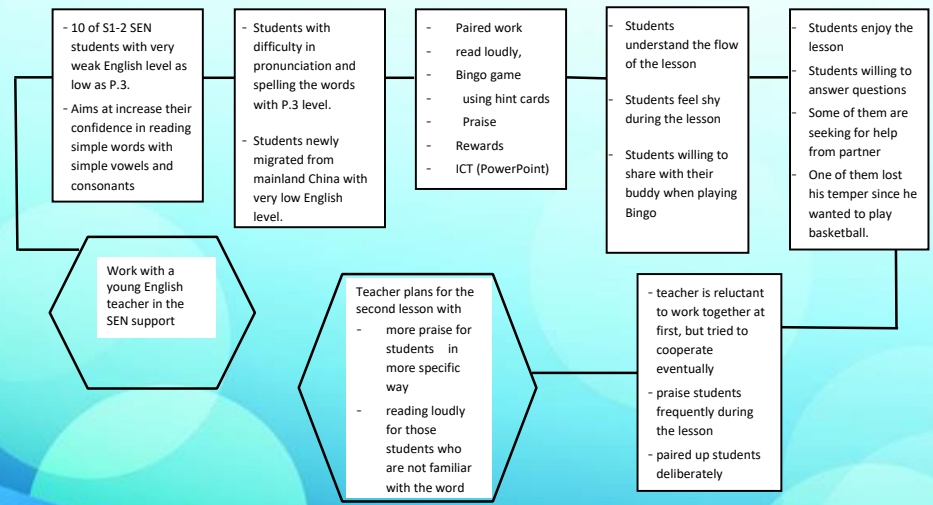 - 10 of S1-2 SEN
students with very
weak English level as
low as P.3.
- Aims at increase their
confidence in reading
simple words with
simple vowels and
consonants
- Students with
difficulty in
pronunciation and
spelling the words
with P.3 level.
- Students newly
migrated from
mainland China with
very low English
level.
- Paired work
- read loudly,
- Bingo game
- using hint cards
- Praise
- Rewards
- ICT (PowerPoint)
- Students
understand the flow
of the lesson
- Students feel shy
during the lesson
- Students willing to
share with their
buddy when playing
Bingo
- Students enjoy the
lesson
- Students willing to
answer questions
- Some of them are
seeking for help
from partner
- One of them lost
his temper since he
wanted to play
basketball.
- teacher is reluctant
to work together at
first, but tried to
cooperate
eventually
- praise students
frequently during
the lesson
- paired up students
deliberately
Teacher plans for the
second lesson with
- more praise for
students in
more specific
way
- reading loudly
for those
students who
are not familiar
with the word
Work with a
young English
teacher in the
SEN support